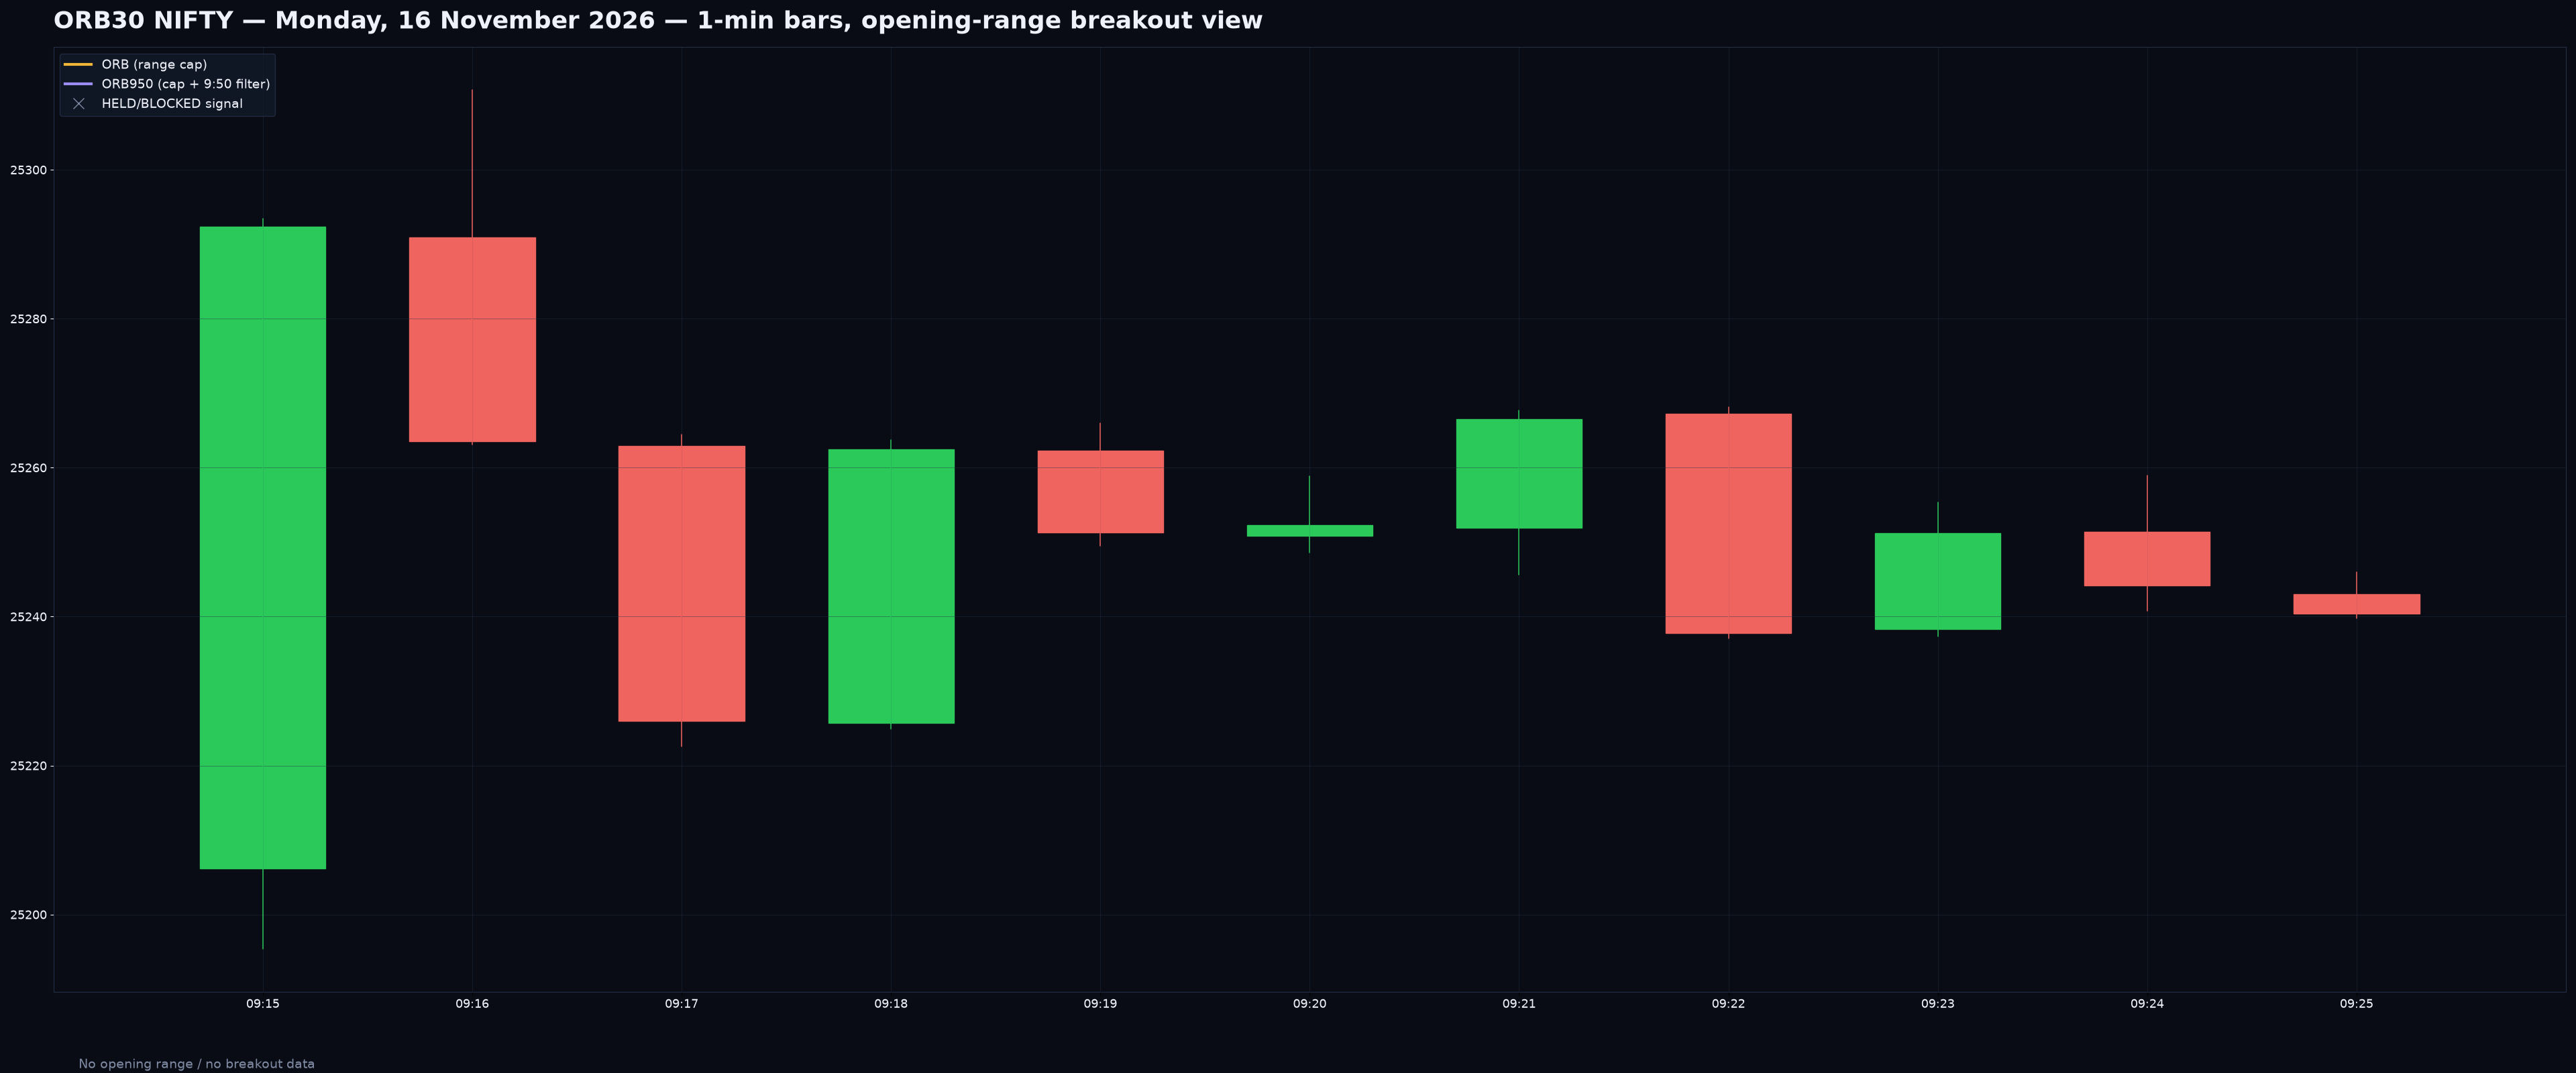 ORB30 NIFTY — Monday, 16 November 2026 — 1-min bars, opening-range breakout view
ORB (range cap)
ORB950 (cap + 9:50 filter)
HELD/BLOCKED signal
25300
25280
25260
25240
25220
25200
09:15 09:16 09:17 09:18 09:19 09:20 09:21 09:22 09:23 09:24 09:25
No opening range / no breakout data